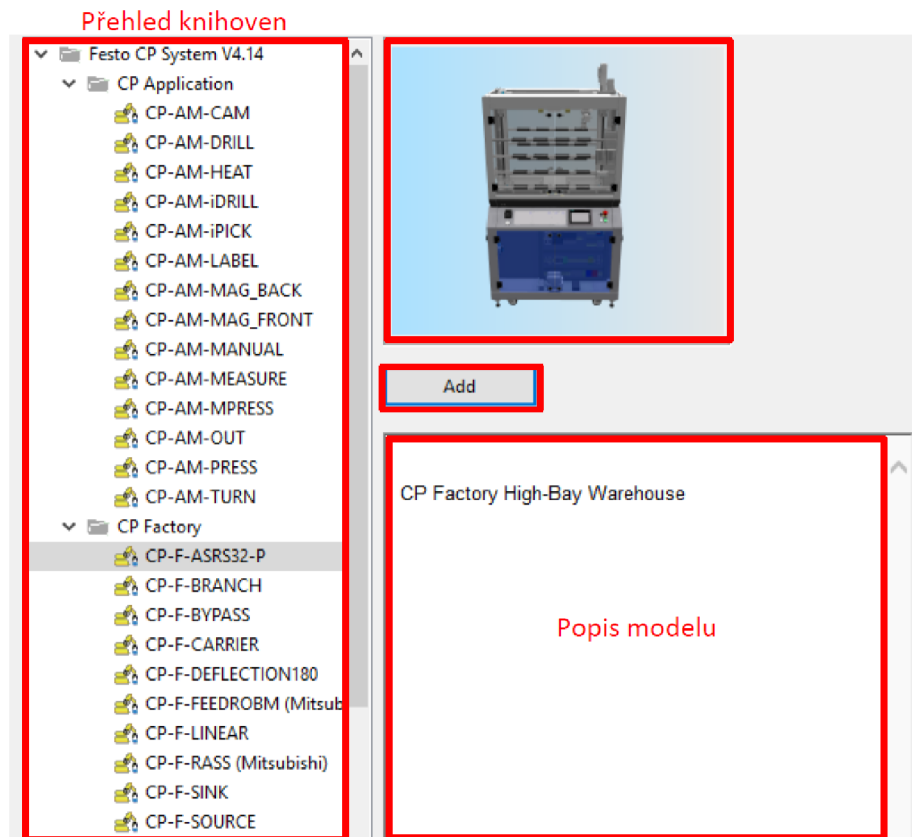 Přehled knihoven
Festo CP System V4.14
CP Application
CP-AM-CAM
CP-AM-DRILL
CP-AM-HEAT
CP-AM-iDRILL
CP-AM-iPICK
CP-AM-LABEL
CP-AM-MAG_BACK
CP-AM-MAG_FRONT
CP-AM-MANUAL
CP-AM-MEASURE
CP-AM-MPRESS
CP-AM-OUT
CP-AM-PRESS
CP-AM-TURN
CP Factory
CP-F-ASRS32-P
CP-F-BRANCH
CP-F-BYPASS
CP-F-CARRIER
CP-F-DEFLECTION180
CP-F-FEEDROBM (Mitsub
CP-F-LINEAR
CP-F-RASS (Mitsubishi)
CP-F-SINK
CP-F-SOURCE
Add
CP Factory High-Bay Warehouse
Popis modelu